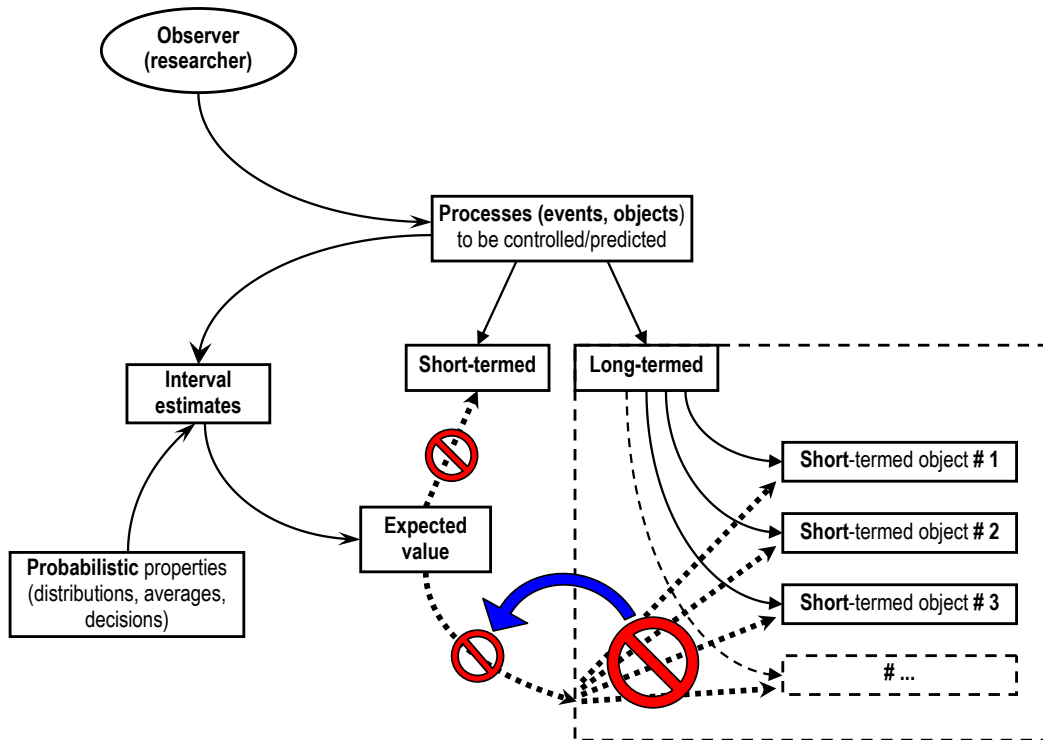 Observer
(researcher)
Processes (events, objects)
to be controlled/predicted
Short-termed
Long-termed
Interval
estimates
Short-termed object # 1
Expected
value
Short-termed object # 2
Probabilistic properties
(distributions, averages,
decisions)
Short-termed object # 3
# ...